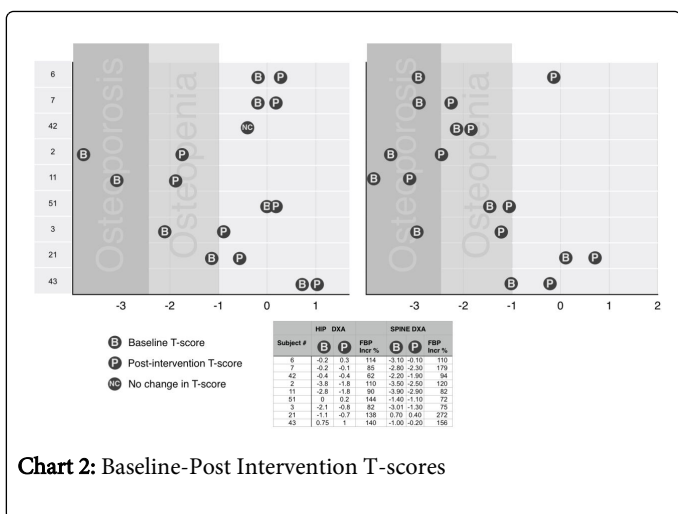 Osteoporosis
Osteopenia
Osteoporosis
Osteopenia
6 B P B P
7 B P B P
42 NC B P
2 B P B P
11 B P B P
51 B P B P
3 B P B P
21 B P B P
43 B P B P
-3 -2 -1 0 1 -3 -2 -1 0 1 2
B Baseline T-score
P Post-intervention T-score
NC No change in T-score
HIP DXA SPINE DXA
Subject # B P FBP Incr % B P FBP Incr %
6 -0.2 0.3 114 -3.10 -0.10 110
7 -0.2 -0.1 85 -2.80 -2.30 179
42 -0.4 -0.4 62 -2.20 -1.90 94
2 -3.8 -1.8 110 -3.50 -2.50 120
11 -2.8 -1.8 90 -3.90 -2.90 82
51 0 0.2 144 -1.40 -1.10 72
3 -2.1 -0.8 82 -3.01 -1.30 75
21 -1.1 -0.7 138 0.70 0.40 272
43 0.75 1 140 -1.00 -0.20 156
Chart 2: Baseline-Post Intervention T-scores